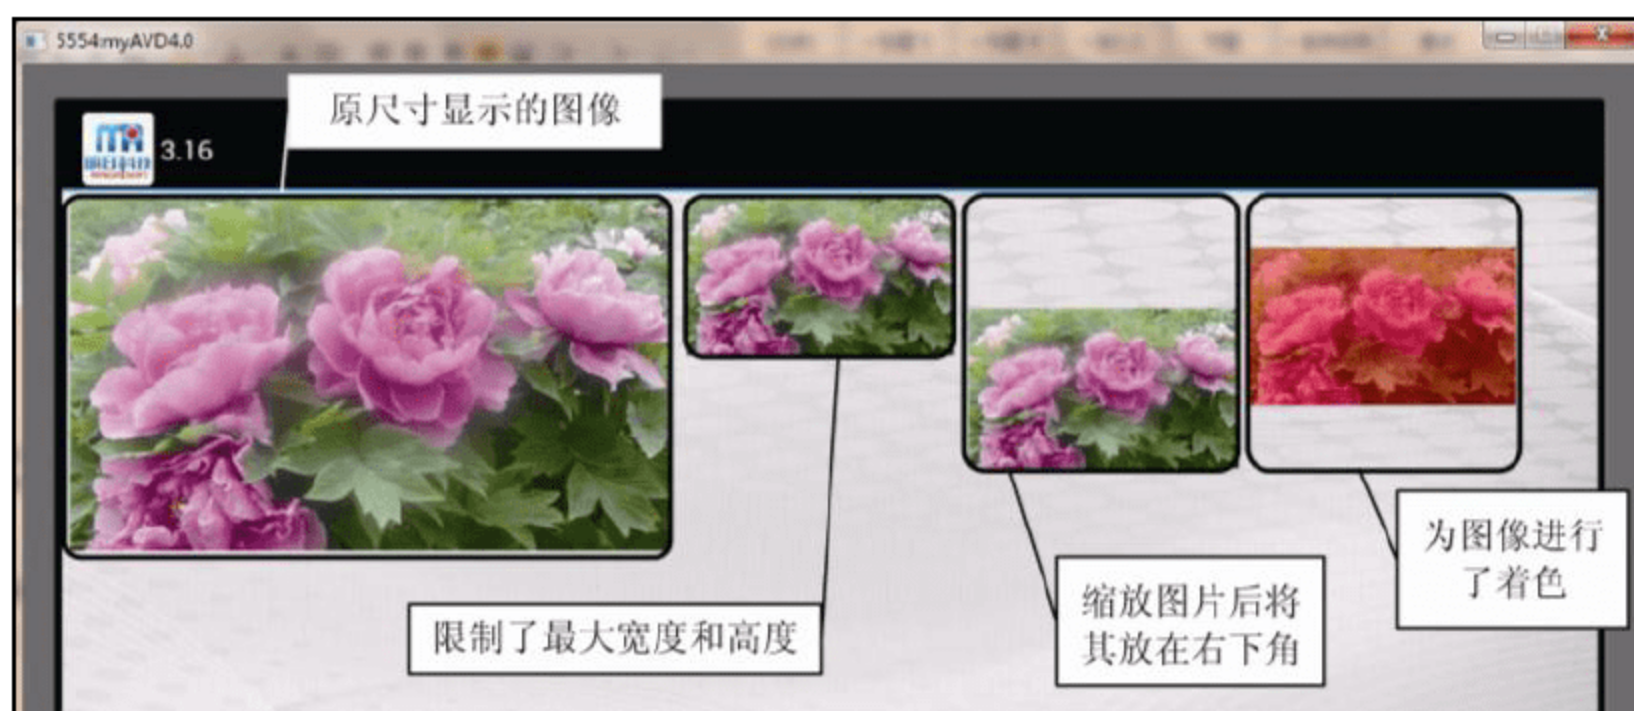 5554:myAVD4.0
原尺寸显示的图像
3.16
限制了最大宽度和高度
缩放图片后将
其放在右下角
为图像进行
了着色